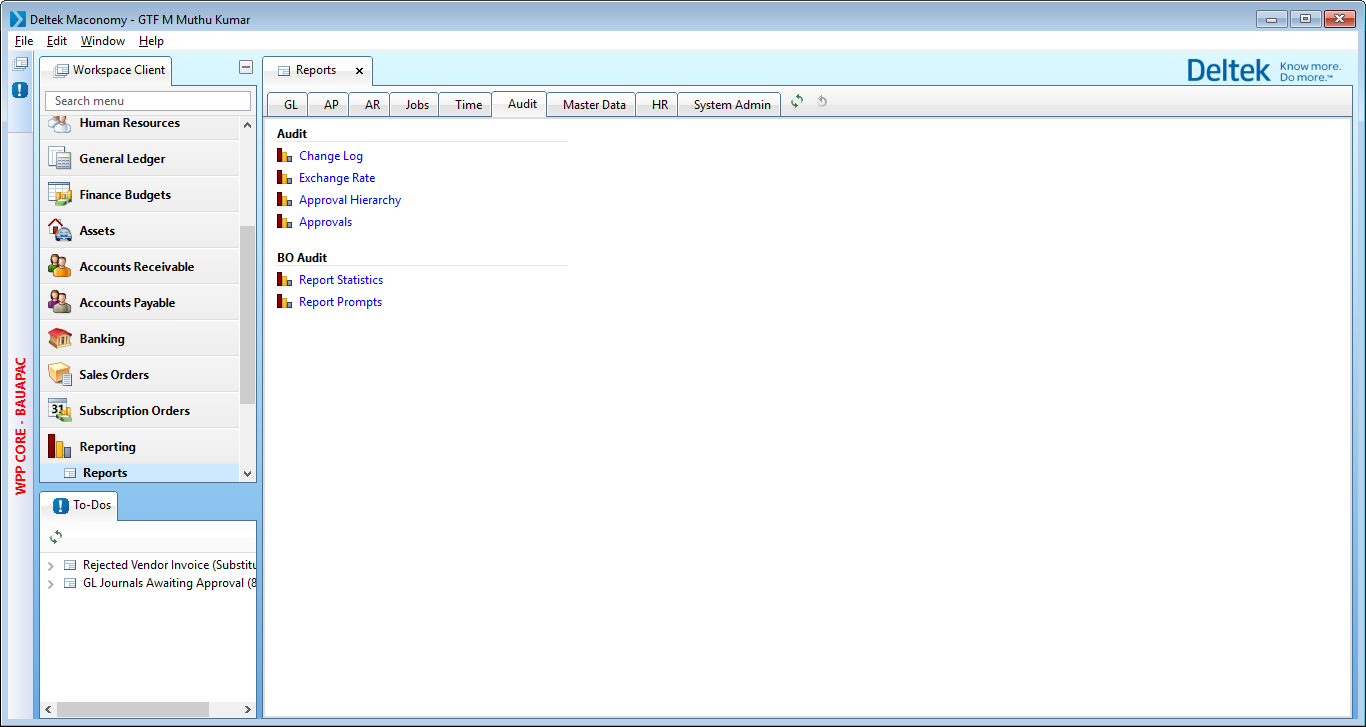 Deltek Maconomy - GTF M Muthu Kumar
File Edit Window Help
Workspace Client
Search menu
Human Resources
General Ledger
Finance Budgets
Assets
Accounts Receivable
Accounts Payable
Banking
Sales Orders
31
Subscription Orders
Reporting
Reports
To-Dos
Rejected Vendor Invoice (Substitu
GL Journals Awaiting Approval (8
WPP CORE - BAUAPAC
Reports
Deltek Know more.
Do more.™
GL AP AR Jobs Time Audit Master Data HR System Admin
Audit
Change Log
Exchange Rate
Approval Hierarchy
Approvals
BO Audit
Report Statistics
Report Prompts